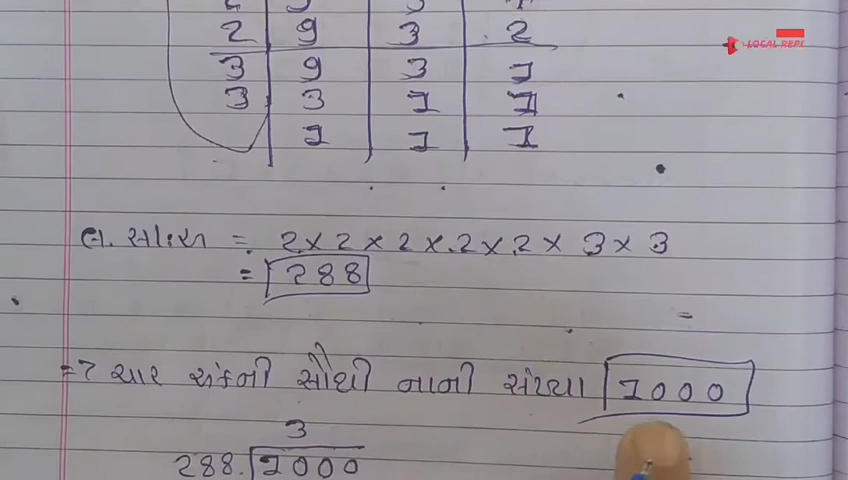 LOCAL REPI
2 9 3 2
3 9 3 1
3 3 1 1
1 1 1
લ. સા.અ = 2 × 2 × 2 × 2 × 2 × 3 × 3
= 288
=> ચાર અંકની સૌથી નાની સંખ્યા 1000
3
288. 1000